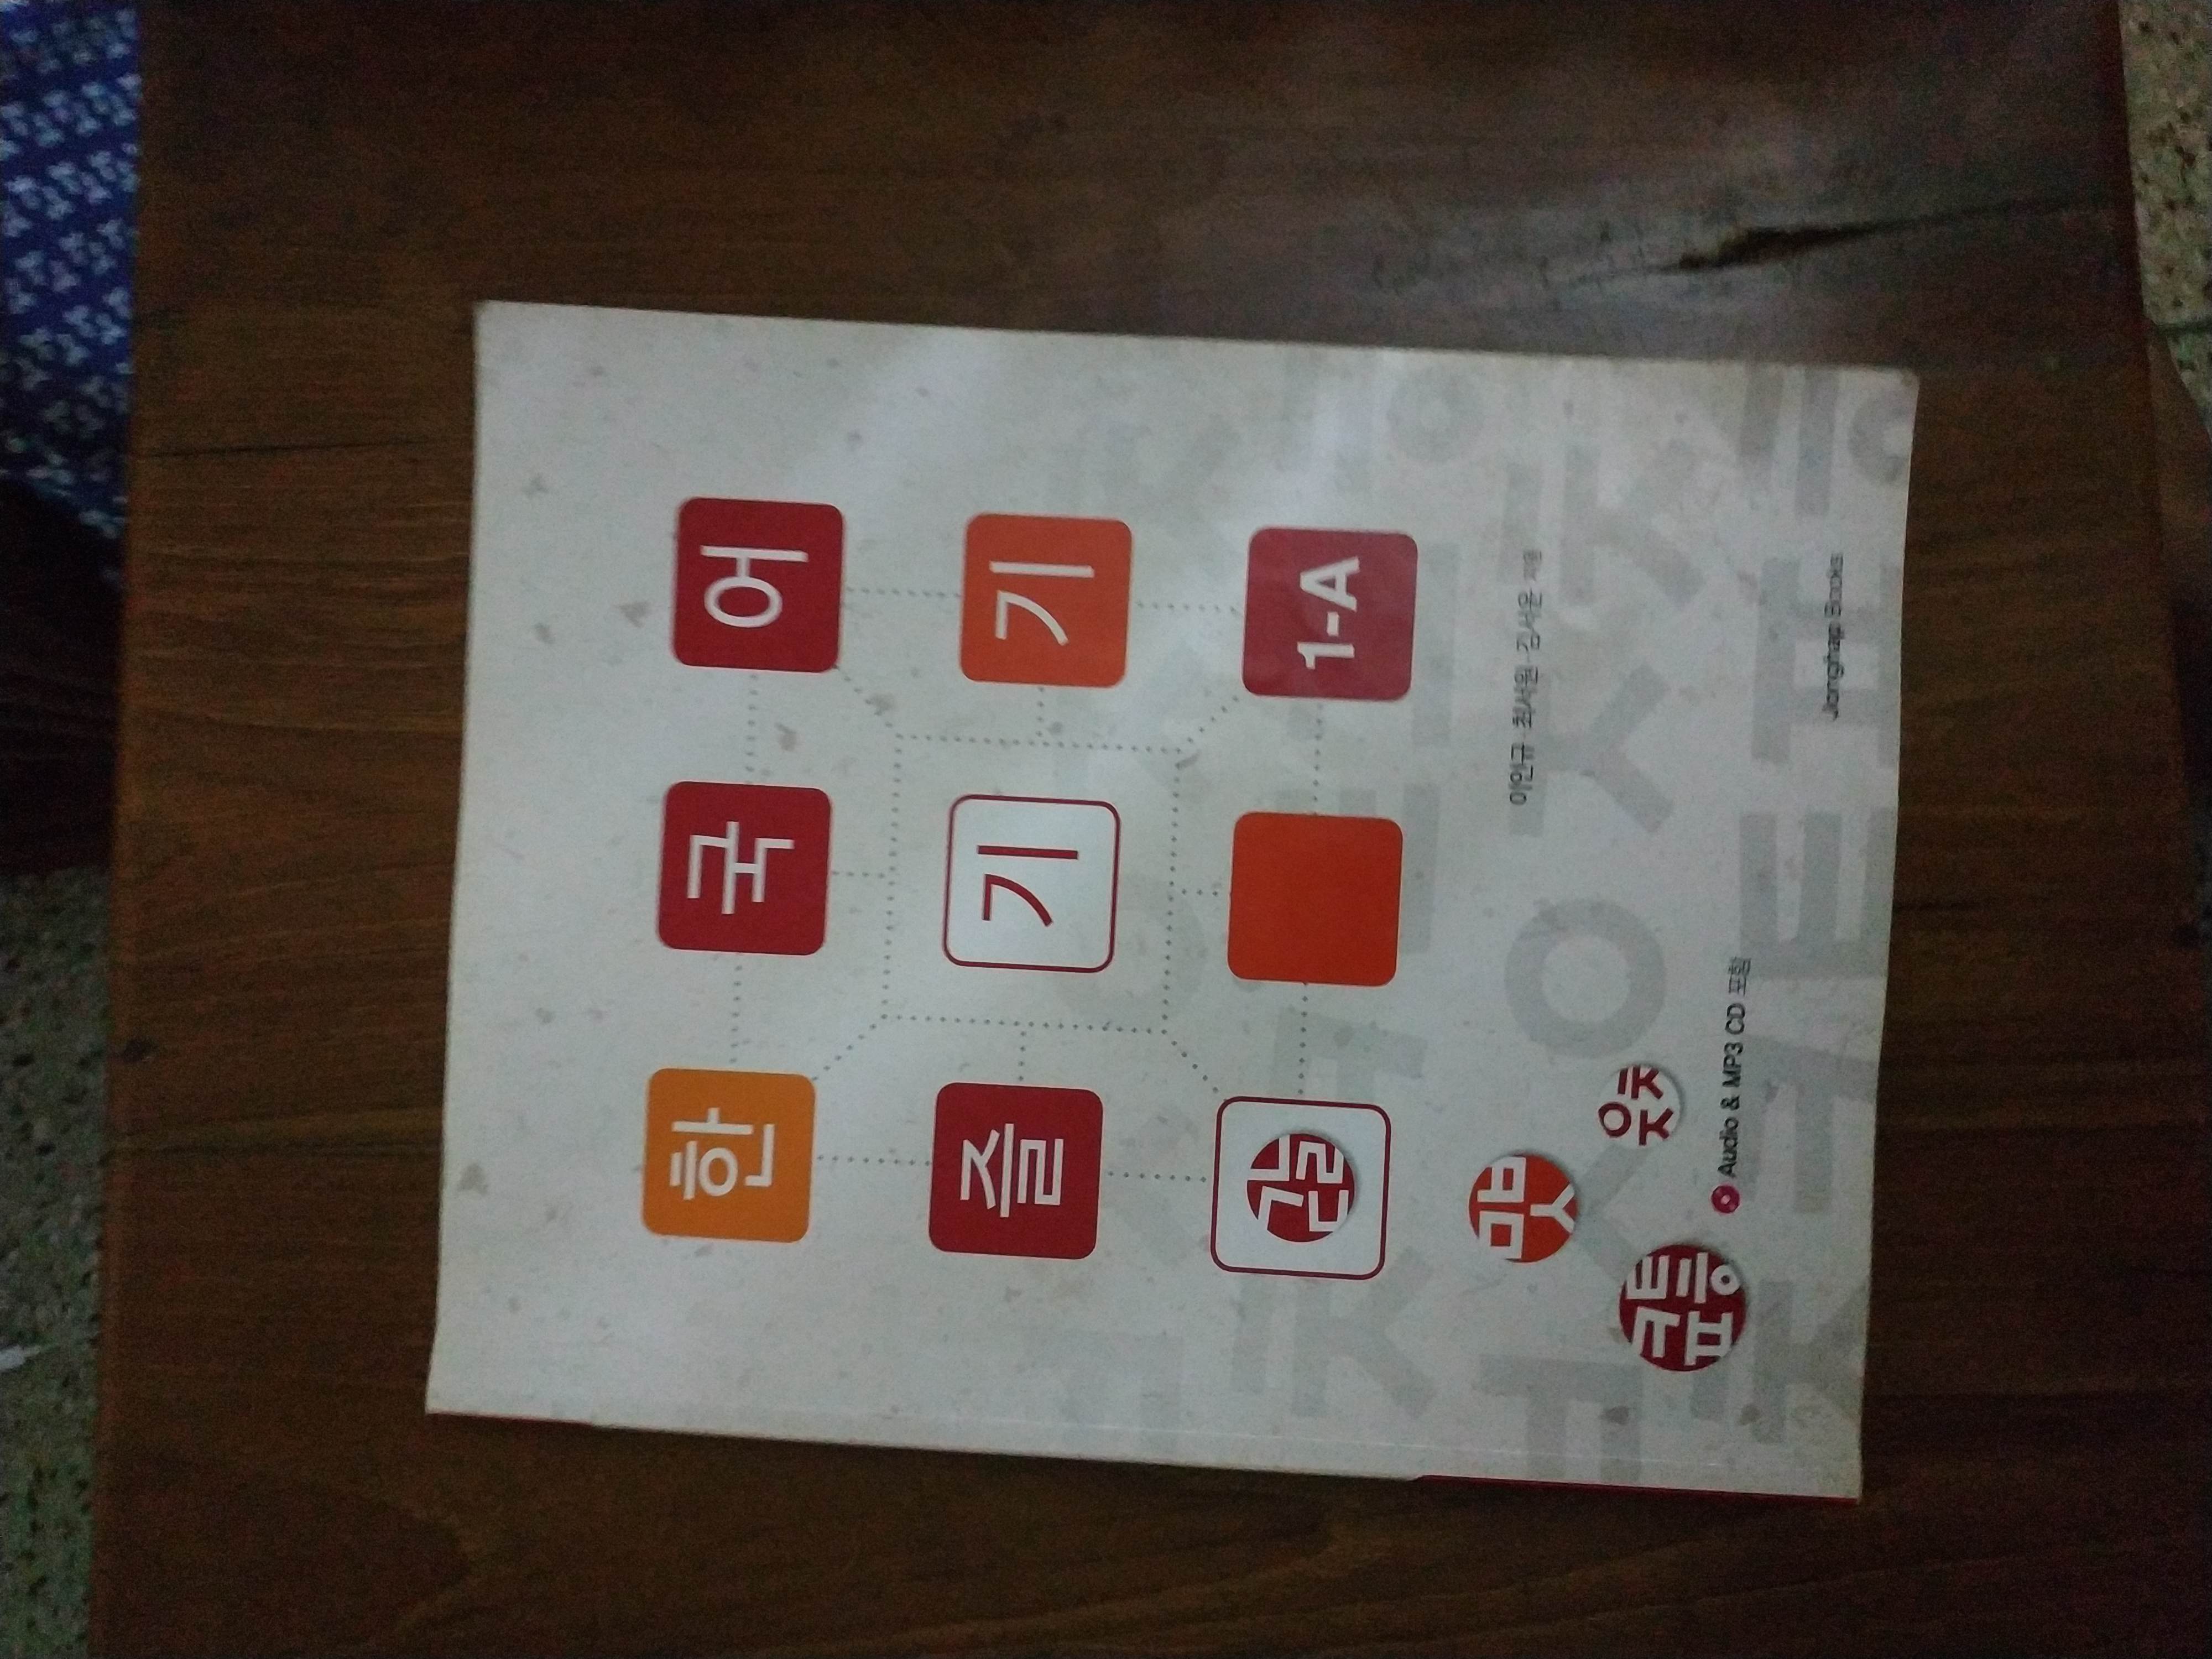 한 국 어
즐 기 기
1-A
이인규·최서원·김서윤 지음
Audio & MP3 CD 포함
Jonghap Books